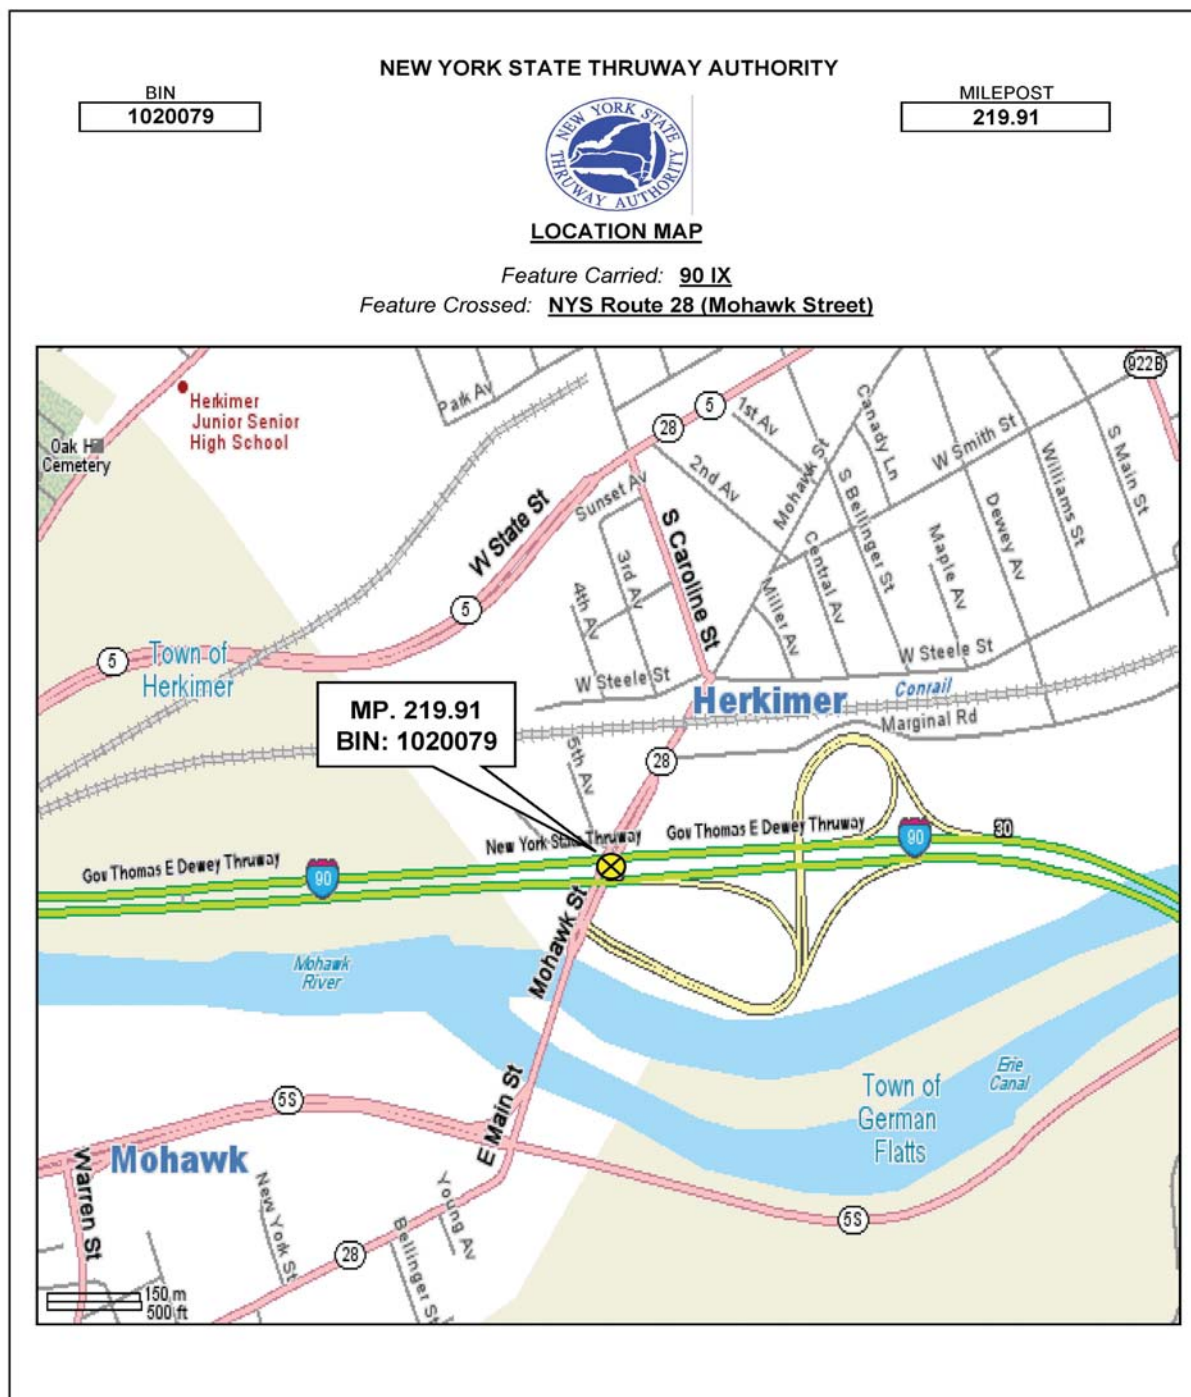 NEW YORK STATE THRUWAY AUTHORITY
BIN
1020079
MILEPOST
219.91
NEW YORK STATE
THRUWAY AUTHORITY
LOCATION MAP
Feature Carried: 90 IX
Feature Crossed: NYS Route 28 (Mohawk Street)
922B
Herkimer
Junior Senior
High School
Oak Hill
Cemetery
Park Av
28
5
1st Av
2nd Av
Mohawk St
Canady Ln
S Bellinger St
W Smith St
Williams St
S Main St
Sunset Av
W State St
S Caroline St
3rd Av
4th Av
Central Av
Miller Av
Maple Av
Dewey Av
5
5
Town of
Herkimer
W Steele St
W Steele St
Herkimer
Conrail
Marginal Rd
MP. 219.91
BIN: 1020079
5th Av
28
New York State Thruway
Gov Thomas E Dewey Thruway
90
30
Gov Thomas E Dewey Thruway
90
Mohawk St
Mohawk
River
E Main St
Erie
Canal
Town of
German
Flatts
5S
Mohawk
Warren St
New York St
Young Av
Bellinger St
28
5S
150 m
500 ft